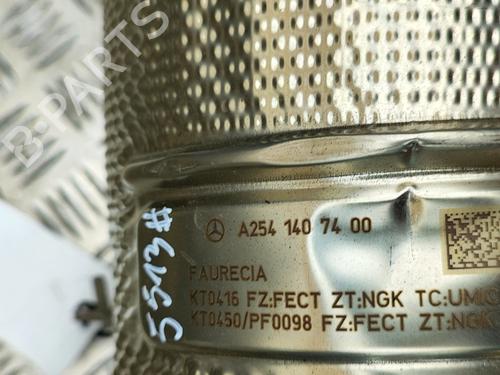 B-PARTS
A254 140 74 00
FAURECIA
KT0416 FZ:FECT ZT:NGK TC:UMIC
KT0450/PF0098 FZ:FECT ZT:NGK
5513#